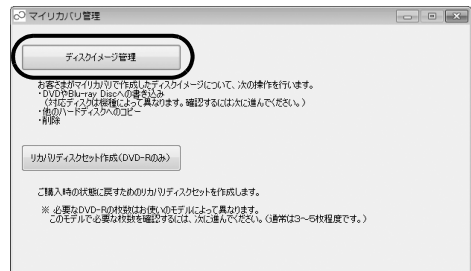 マイリカバリ管理
ディスクイメージ管理
お客さまがマイリカバリで作成したディスクイメージについて、次の操作を行います。
・DVDやBlu-ray Discへの書き込み
（対応ディスクは機種によって異なります。確認するには次に進んでください。）
・他のハードディスクへのコピー
・削除
リカバリディスクセット作成(DVD-Rのみ)
ご購入時の状態に戻すためのリカバリディスクセットを作成します。
※ 必要なDVD-Rの枚数はお使いのモデルによって異なります。
このモデルで必要な枚数を確認するには、次に進んでください。（通常は3～5枚程度です。）